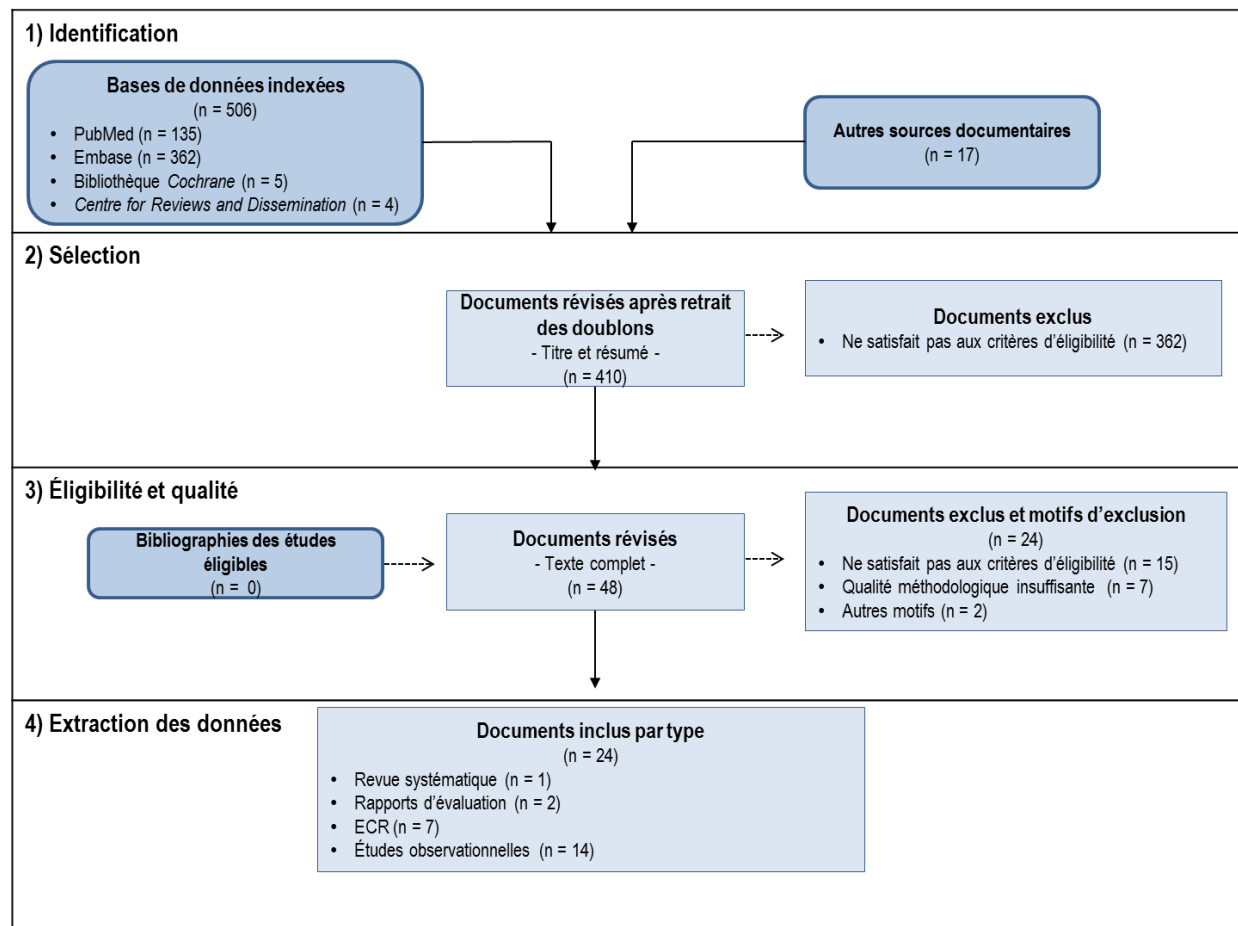 1) Identification
Bases de données indexées
(n = 506)
• PubMed (n = 135)
• Embase (n = 362)
• Bibliothèque Cochrane (n = 5)
• Centre for Reviews and Dissemination (n = 4)
Autres sources documentaires
(n = 17)
2) Sélection
Documents révisés après retrait
des doublons
- Titre et résumé -
(n = 410)
Documents exclus
• Ne satisfait pas aux critères d’éligibilité (n = 362)
3) Éligibilité et qualité
Bibliographies des études
éligibles
(n = 0)
Documents révisés
- Texte complet -
(n = 48)
Documents exclus et motifs d’exclusion
(n = 24)
• Ne satisfait pas aux critères d’éligibilité (n = 15)
• Qualité méthodologique insuffisante (n = 7)
• Autres motifs (n = 2)
4) Extraction des données
Documents inclus par type
(n = 24)
• Revue systématique (n = 1)
• Rapports d’évaluation (n = 2)
• ECR (n = 7)
• Études observationnelles (n = 14)